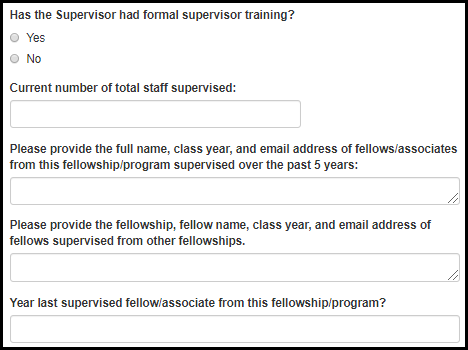 Has the Supervisor had formal supervisor training?
Yes
No
Current number of total staff supervised:
Please provide the full name, class year, and email address of fellows/associates
from this fellowship/program supervised over the past 5 years:
Please provide the fellowship, fellow name, class year, and email address of
fellows supervised from other fellowships.
Year last supervised fellow/associate from this fellowship/program?